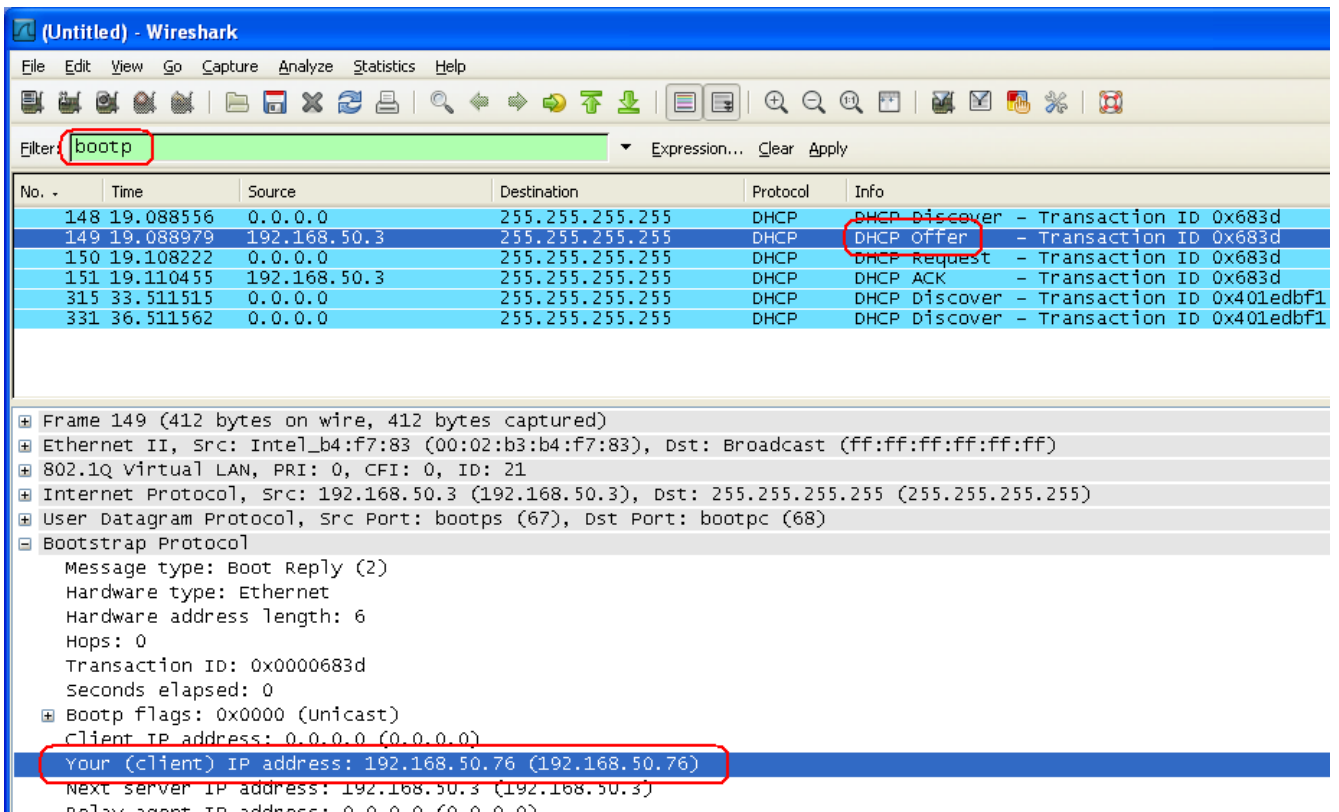 (Untitled) - Wireshark
File Edit View Go Capture Analyze Statistics Help
Filter: bootp Expression... Clear Apply
No. Time Source Destination Protocol Info
148 19.088556 0.0.0.0 255.255.255.255 DHCP DHCP Discover - Transaction ID 0x683d
149 19.088979 192.168.50.3 255.255.255.255 DHCP DHCP Offer - Transaction ID 0x683d
150 19.108222 0.0.0.0 255.255.255.255 DHCP DHCP Request - Transaction ID 0x683d
151 19.110455 192.168.50.3 255.255.255.255 DHCP DHCP ACK - Transaction ID 0x683d
315 33.511515 0.0.0.0 255.255.255.255 DHCP DHCP Discover - Transaction ID 0x401edbf1
331 36.511562 0.0.0.0 255.255.255.255 DHCP DHCP Discover - Transaction ID 0x401edbf1
Frame 149 (412 bytes on wire, 412 bytes captured)
Ethernet II, Src: Intel_b4:f7:83 (00:02:b3:b4:f7:83), Dst: Broadcast (ff:ff:ff:ff:ff:ff)
802.1Q Virtual LAN, PRI: 0, CFI: 0, ID: 21
Internet Protocol, Src: 192.168.50.3 (192.168.50.3), Dst: 255.255.255.255 (255.255.255.255)
User Datagram Protocol, Src Port: bootps (67), Dst Port: bootpc (68)
Bootstrap Protocol
Message type: Boot Reply (2)
Hardware type: Ethernet
Hardware address length: 6
Hops: 0
Transaction ID: 0x0000683d
Seconds elapsed: 0
Bootp flags: 0x0000 (Unicast)
Client IP address: 0.0.0.0 (0.0.0.0)
Your (client) IP address: 192.168.50.76 (192.168.50.76)
Next server IP address: 192.168.50.3 (192.168.50.3)
Relay agent IP address: 0.0.0.0 (0.0.0.0)